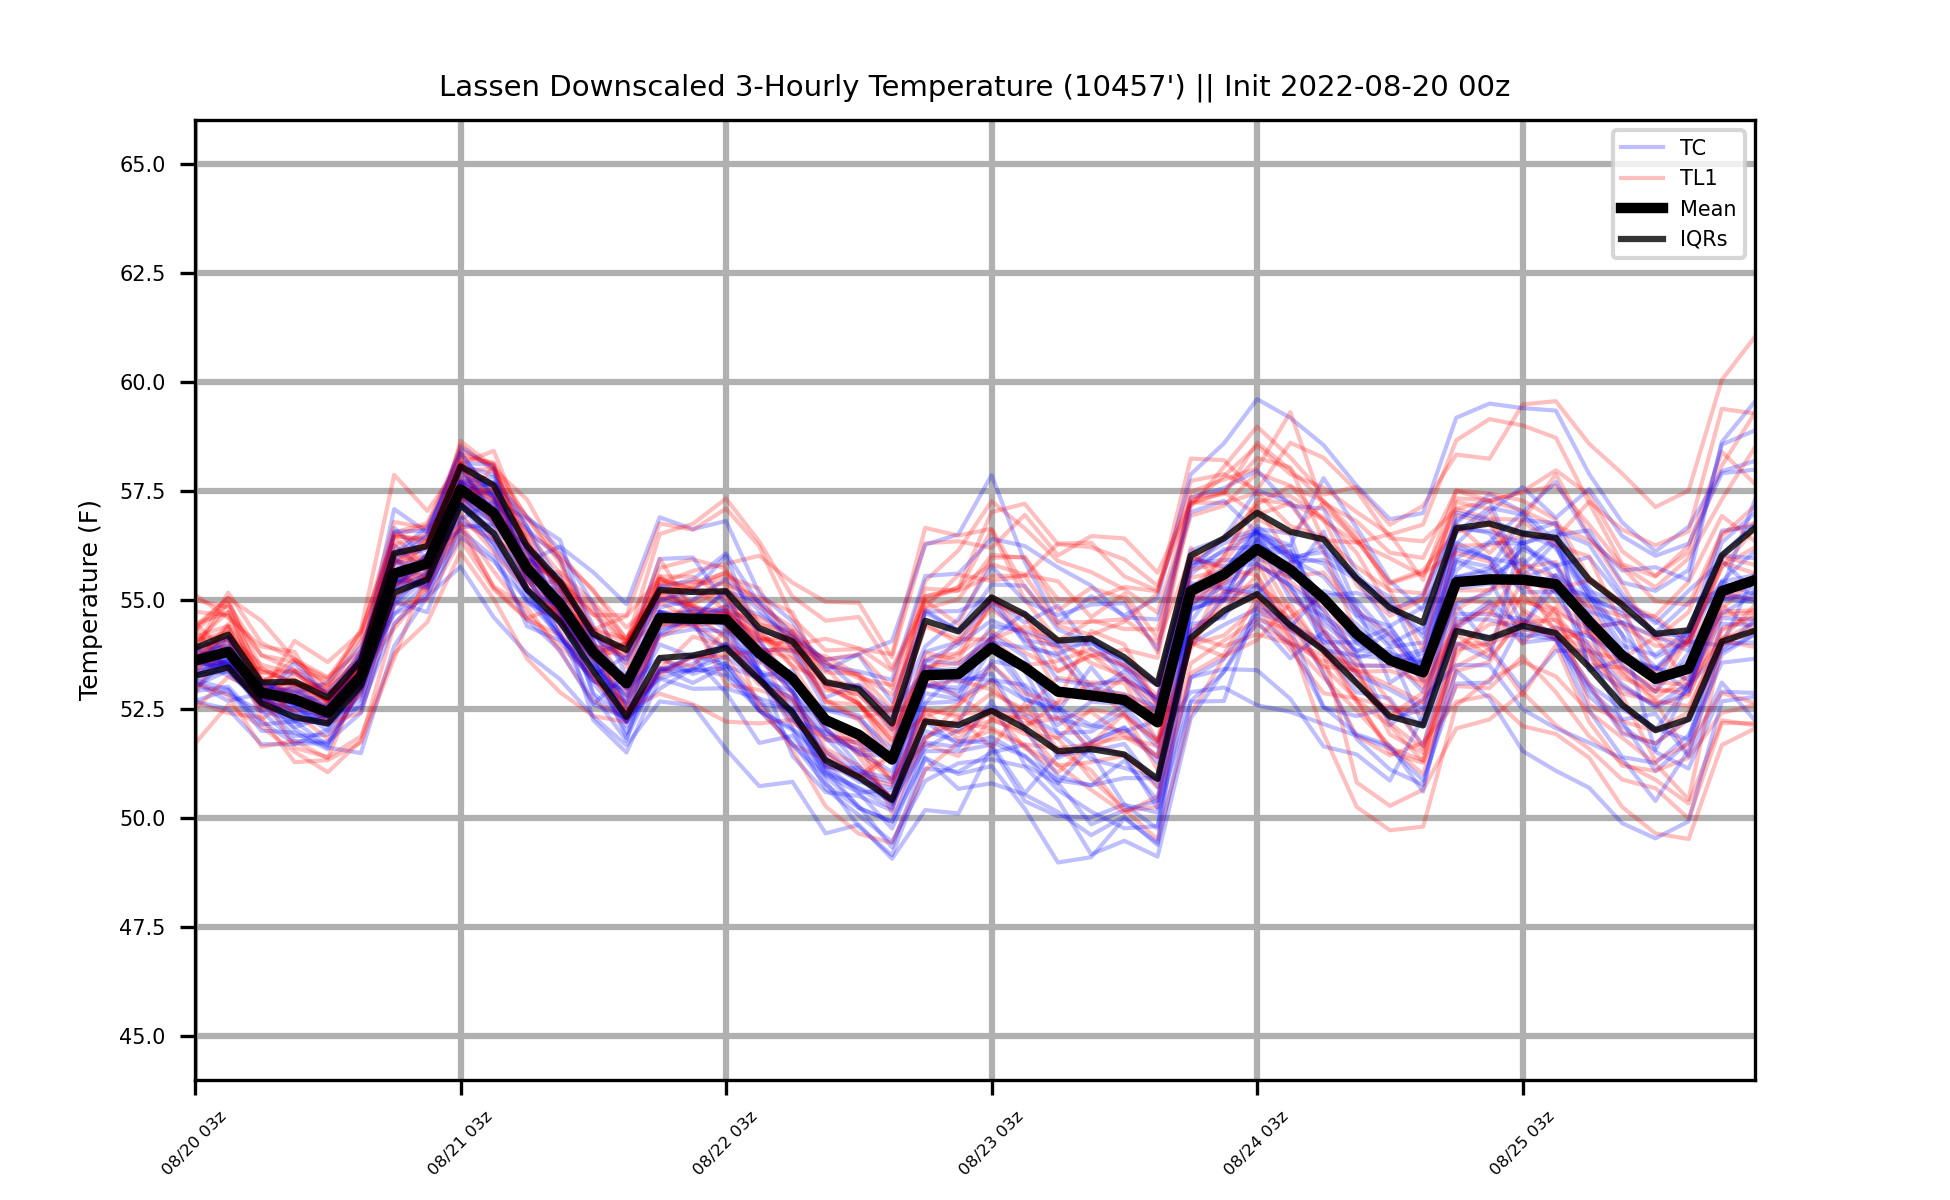 Lassen Downscaled 3-Hourly Temperature (10457') || Init 2022-08-20 00z
TC
TL1
Mean
IQRs
Temperature (F)
65.0
62.5
60.0
57.5
55.0
52.5
50.0
47.5
45.0
08/20 03z
08/21 03z
08/22 03z
08/23 03z
08/24 03z
08/25 03z